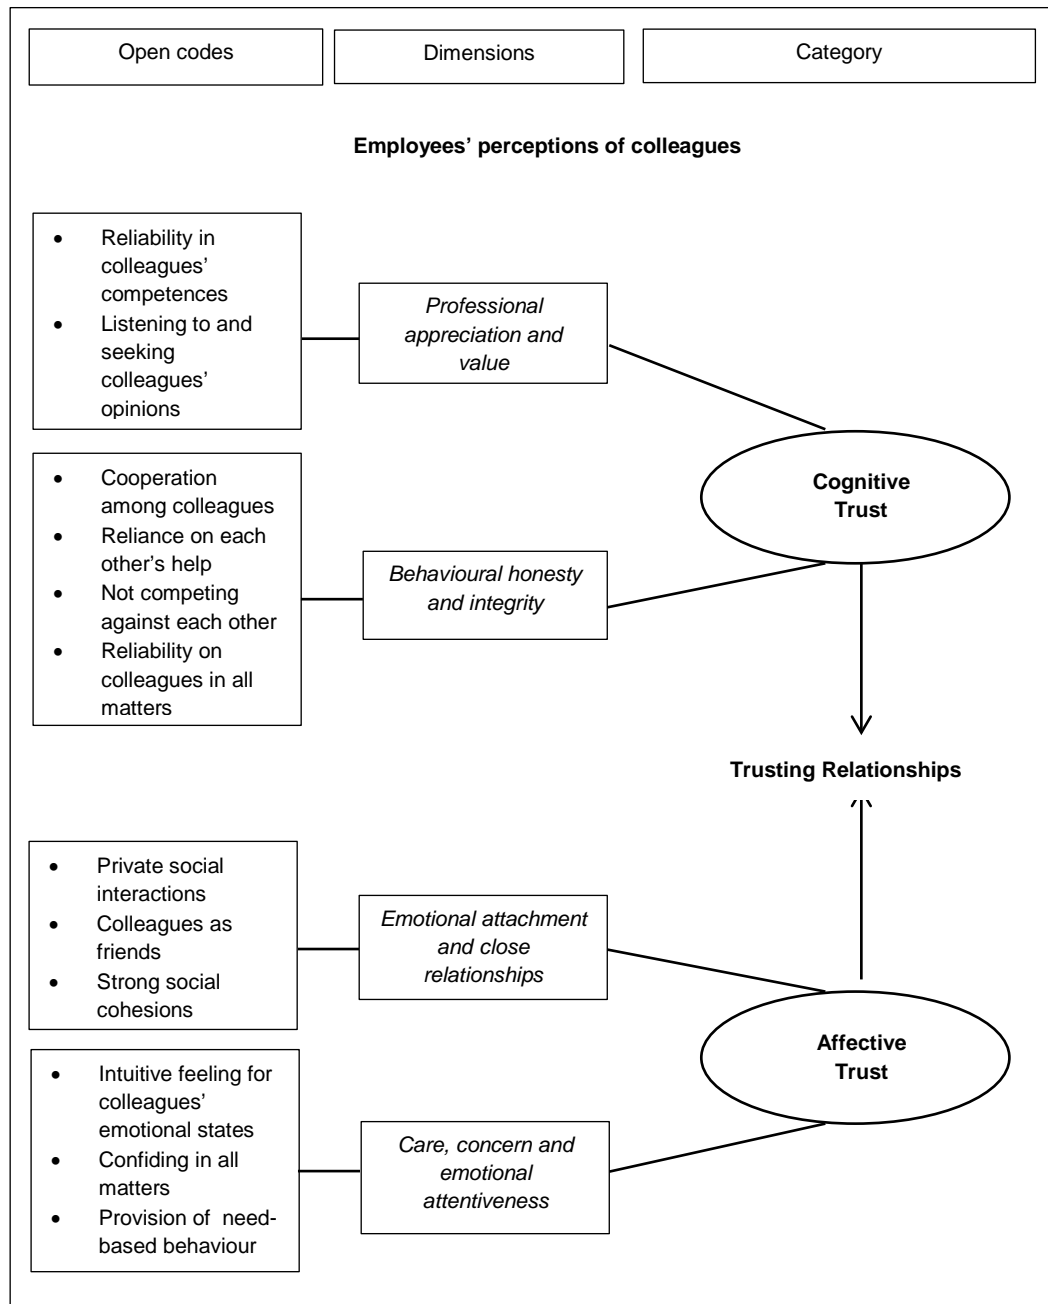 Open codes
Dimensions
Category
Employees’ perceptions of colleagues
• Reliability in
colleagues’
competences
• Listening to and
seeking
colleagues’
opinions
Professional
appreciation and
value
• Cooperation
among colleagues
• Reliance on each
other’s help
• Not competing
against each other
• Reliability on
colleagues in all
matters
Behavioural honesty
and integrity
Cognitive
Trust
Trusting Relationships
• Private social
interactions
• Colleagues as
friends
• Strong social
cohesions
Emotional attachment
and close
relationships
• Intuitive feeling for
colleagues’
emotional states
• Confiding in all
matters
• Provision of need-
based behaviour
Care, concern and
emotional
attentiveness
Affective
Trust